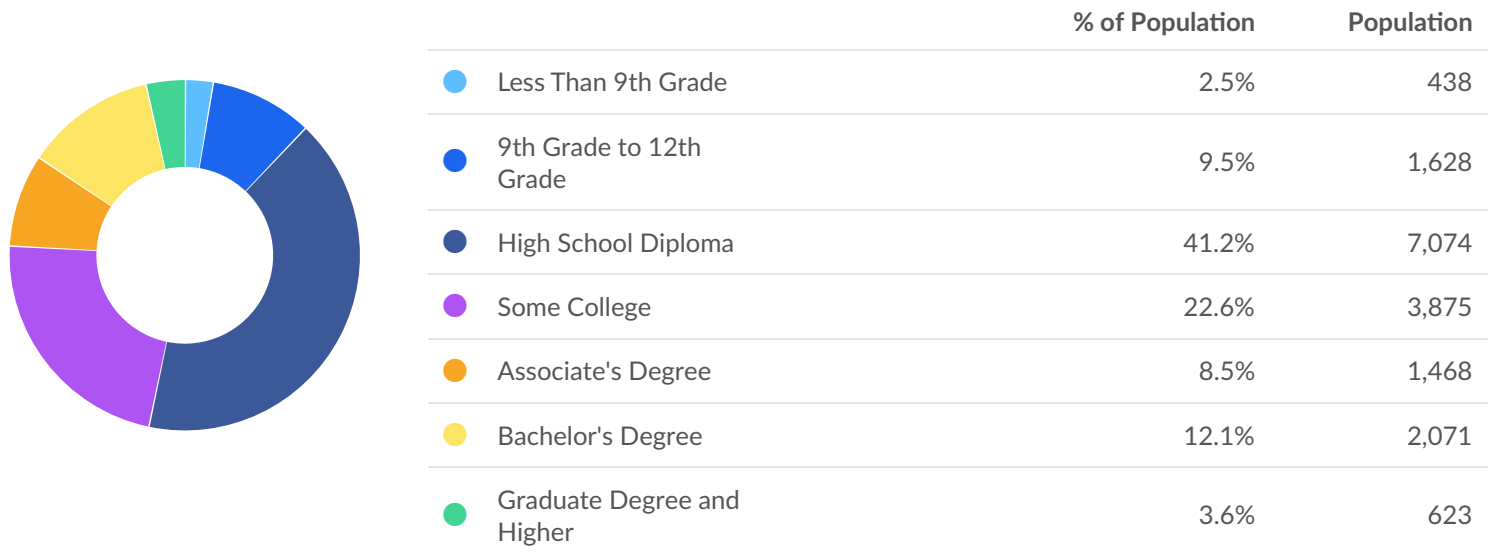 % of Population Population
Less Than 9th Grade 2.5% 438
9th Grade to 12th
Grade 9.5% 1,628
High School Diploma 41.2% 7,074
Some College 22.6% 3,875
Associate's Degree 8.5% 1,468
Bachelor's Degree 12.1% 2,071
Graduate Degree and
Higher 3.6% 623